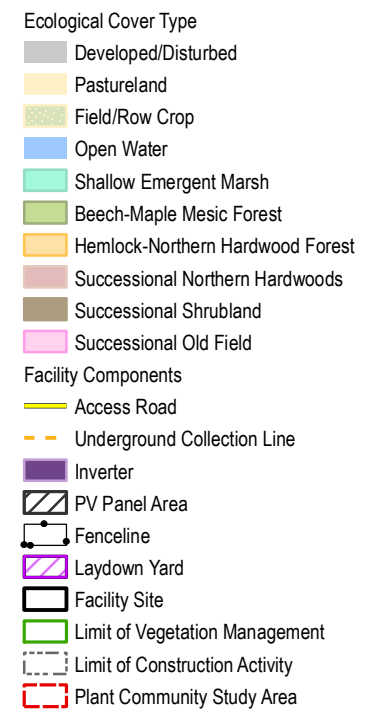 Ecological Cover Type
Developed/Disturbed
Pastureland
Field/Row Crop
Open Water
Shallow Emergent Marsh
Beech-Maple Mesic Forest
Hemlock-Northern Hardwood Forest
Successional Northern Hardwoods
Successional Shrubland
Successional Old Field
Facility Components
Access Road
Underground Collection Line
Inverter
PV Panel Area
Fenceline
Laydown Yard
Facility Site
Limit of Vegetation Management
Limit of Construction Activity
Plant Community Study Area